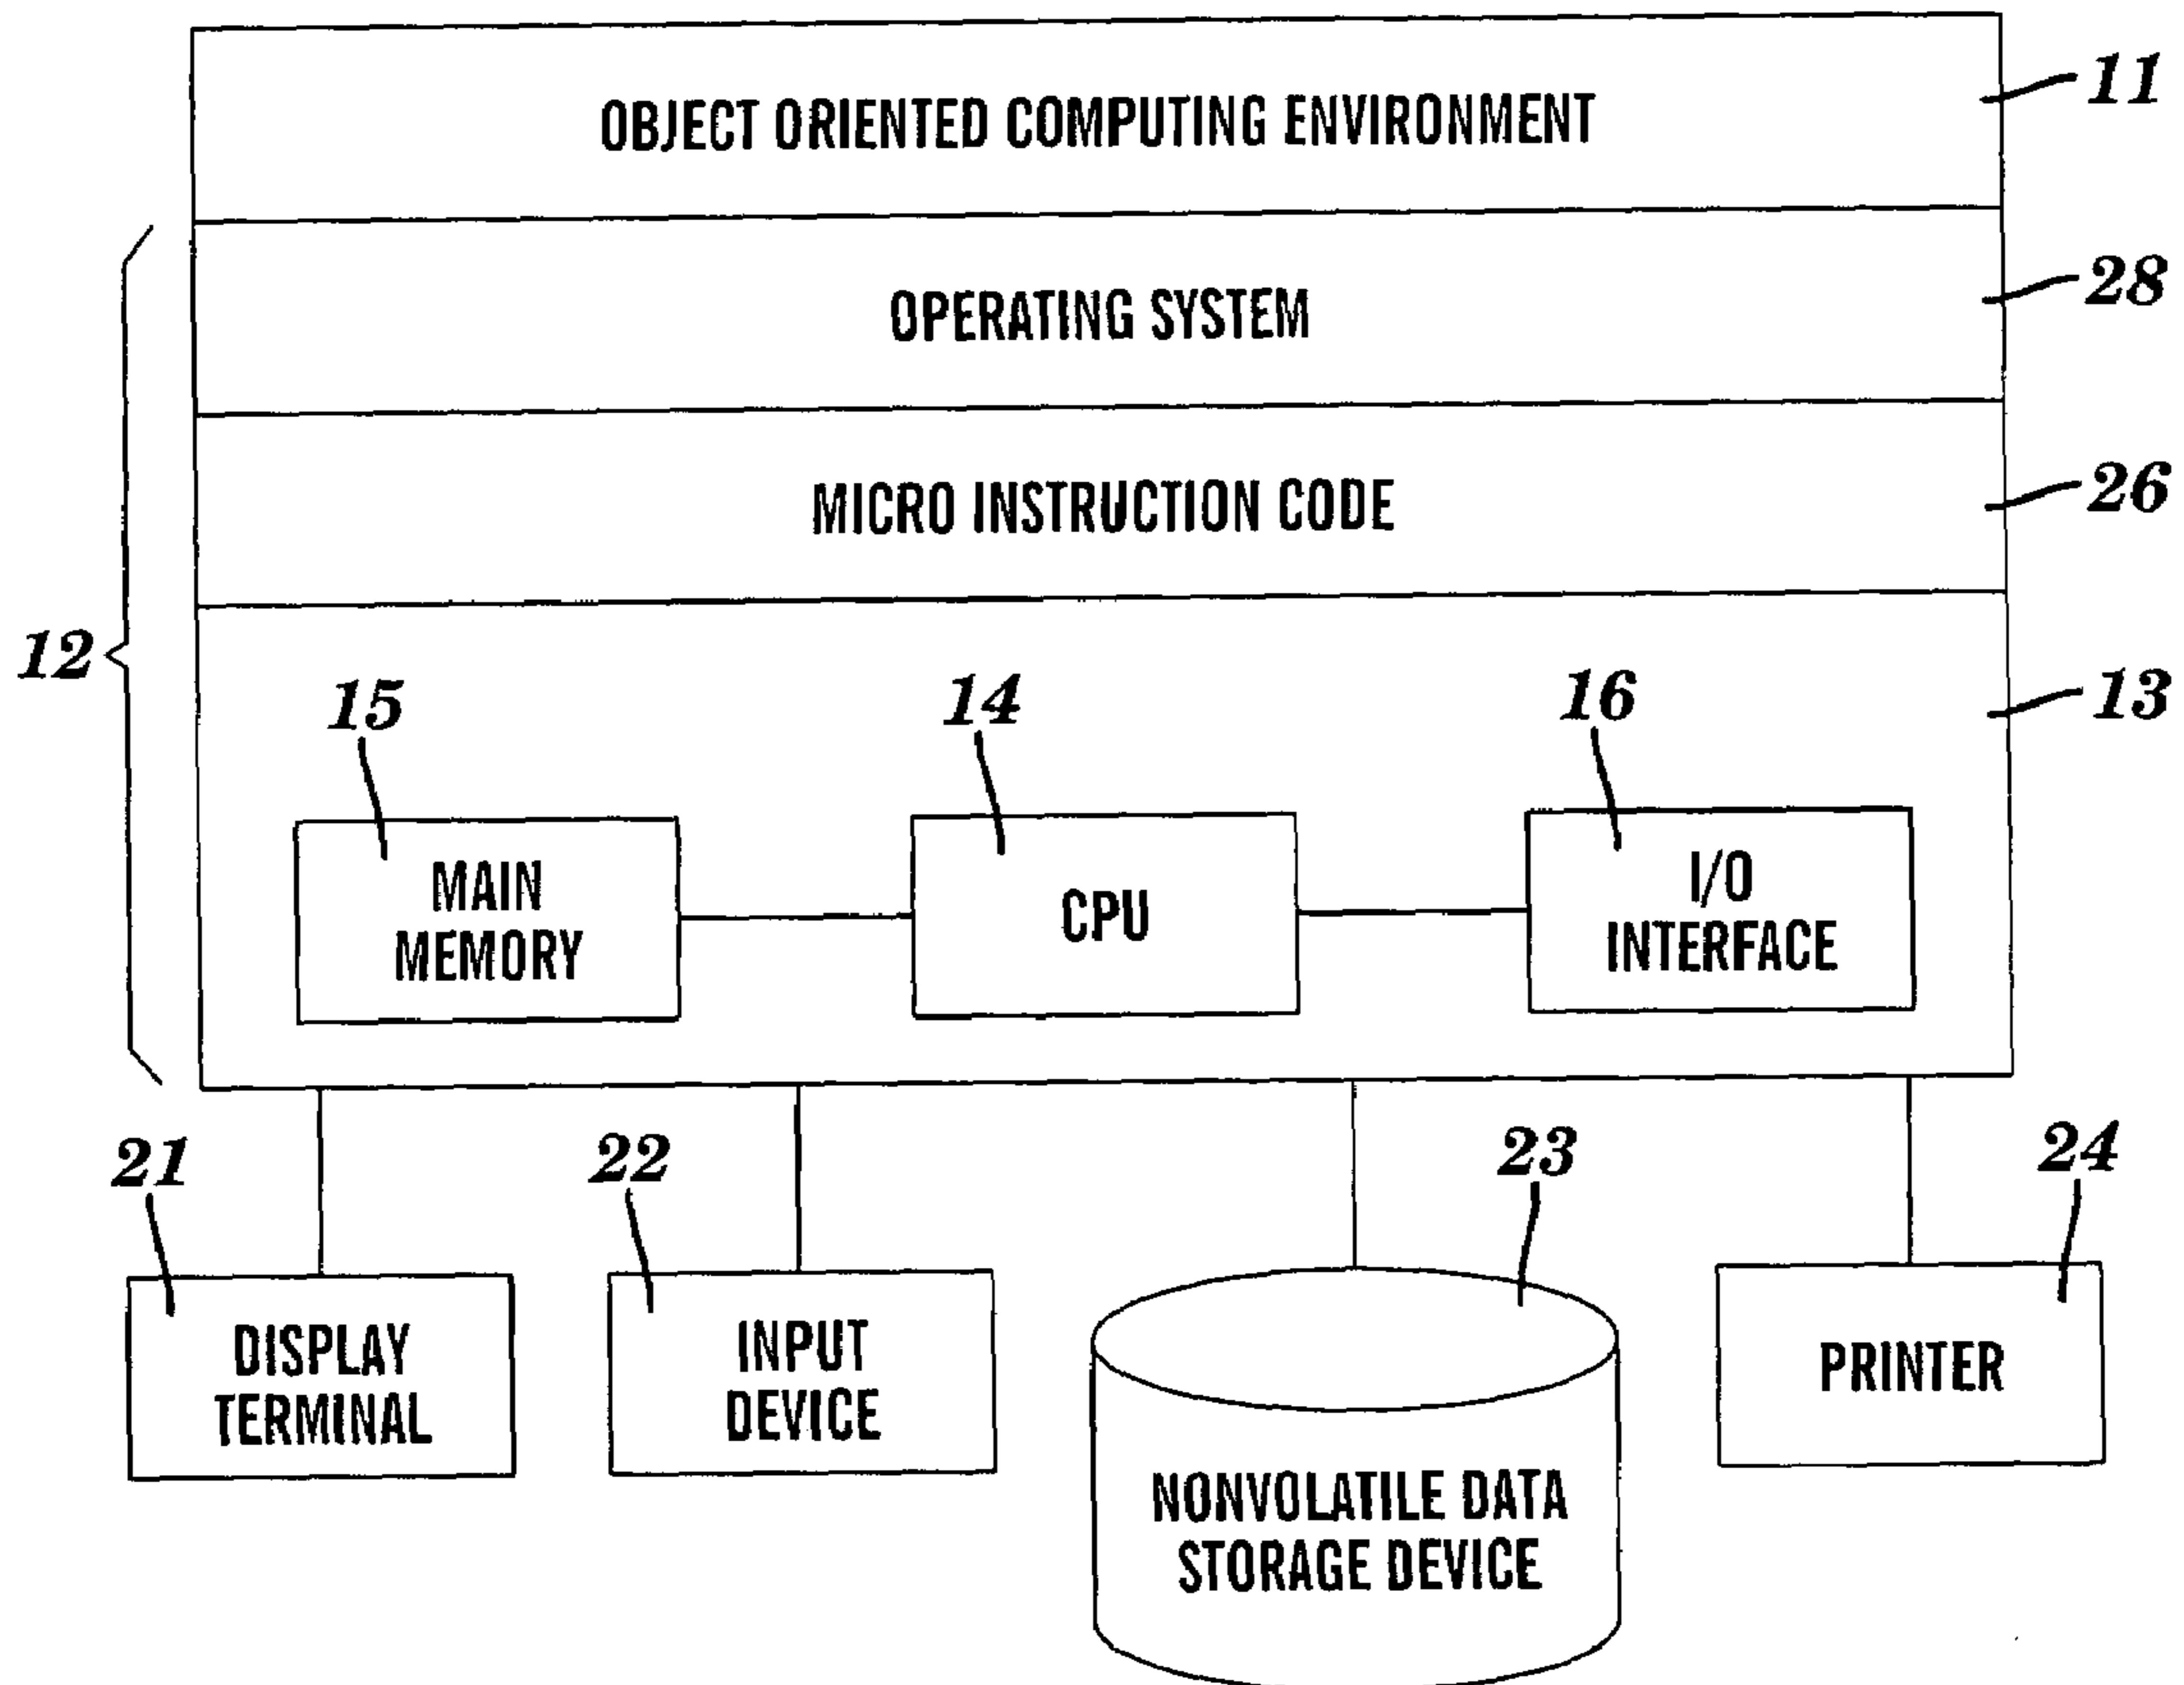 OBJECT ORIENTED COMPUTING ENVIRONMENT
11
OPERATING SYSTEM
28
MICRO INSTRUCTION CODE
26
12
13
15
14
16
MAIN
MEMORY
CPU
I/O
INTERFACE
21
22
23
24
DISPLAY
TERMINAL
INPUT
DEVICE
NONVOLATILE DATA
STORAGE DEVICE
PRINTER